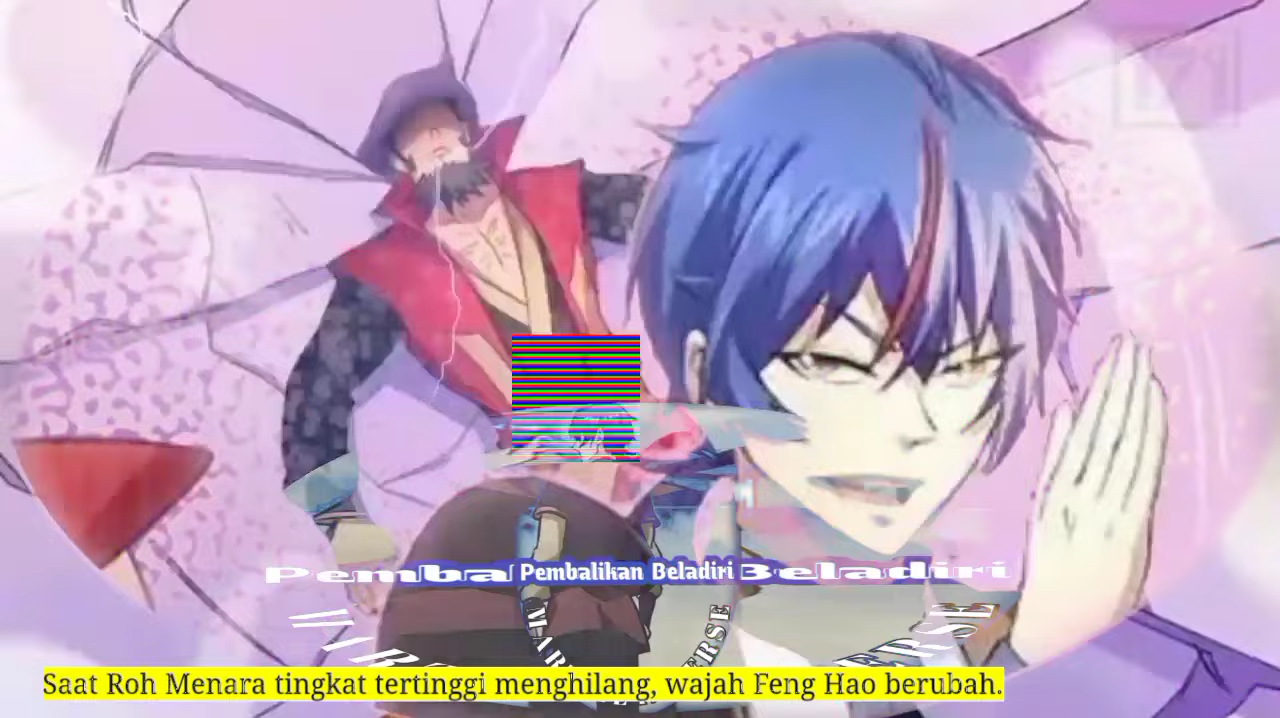 Pembalikan Beladiri
Saat Roh Menara tingkat tertinggi menghilang, wajah Feng Hao berubah.